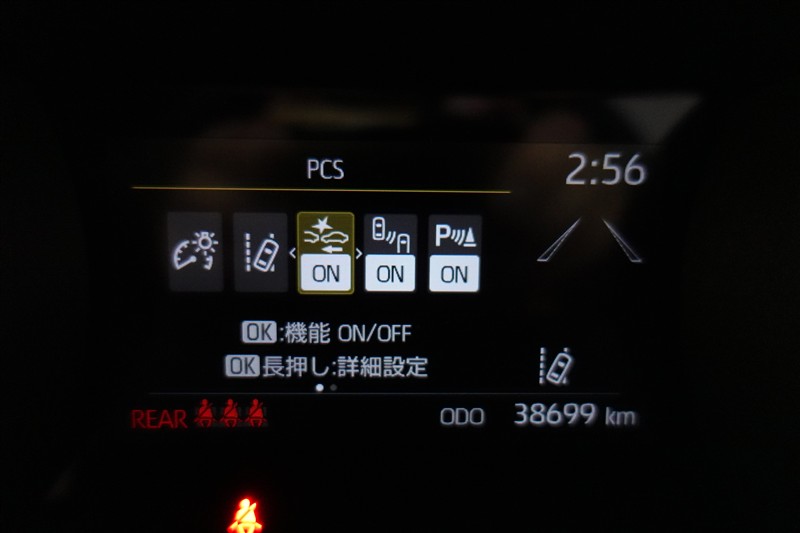 PCS
2:56
ON ON P ON
OK:機能 ON/OFF
OK長押し:詳細設定
REAR
ODO 38699 km